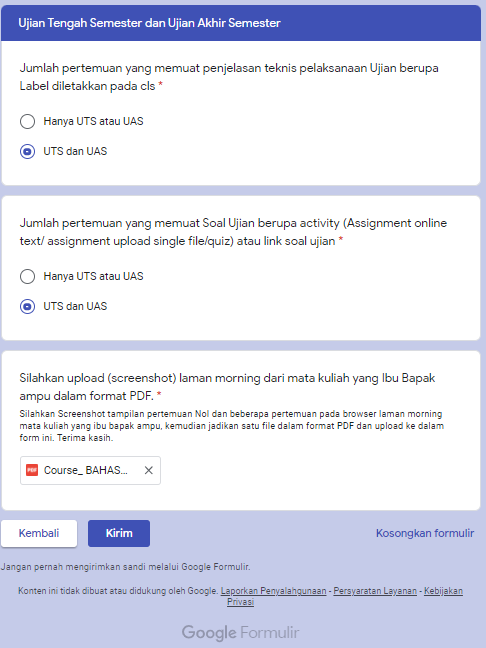 Ujian Tengah Semester dan Ujian Akhir Semester
Jumlah pertemuan yang memuat penjelasan teknis pelaksanaan Ujian berupa
Label diletakkan pada cls *
Hanya UTS atau UAS
UTS dan UAS
Jumlah pertemuan yang memuat Soal Ujian berupa activity (Assignment online
text/ assignment upload single file/quiz) atau link soal ujian *
Hanya UTS atau UAS
UTS dan UAS
Silahkan upload (screenshot) laman morning dari mata kuliah yang Ibu Bapak
ampu dalam format PDF. *
Silahkan Screenshot tampilan pertemuan Nol dan beberapa pertemuan pada browser laman morning
mata kuliah yang ibu bapak ampu, kemudian jadikan satu file dalam format PDF dan upload ke dalam
form ini. Terima kasih.
PDF Course_ BAHAS...
Kembali Kirim Kosongkan formulir
Jangan pernah mengirimkan sandi melalui Google Formulir.
Konten ini tidak dibuat atau didukung oleh Google. Laporkan Penyalahgunaan - Persyaratan Layanan - Kebijakan
Privasi
Google Formulir